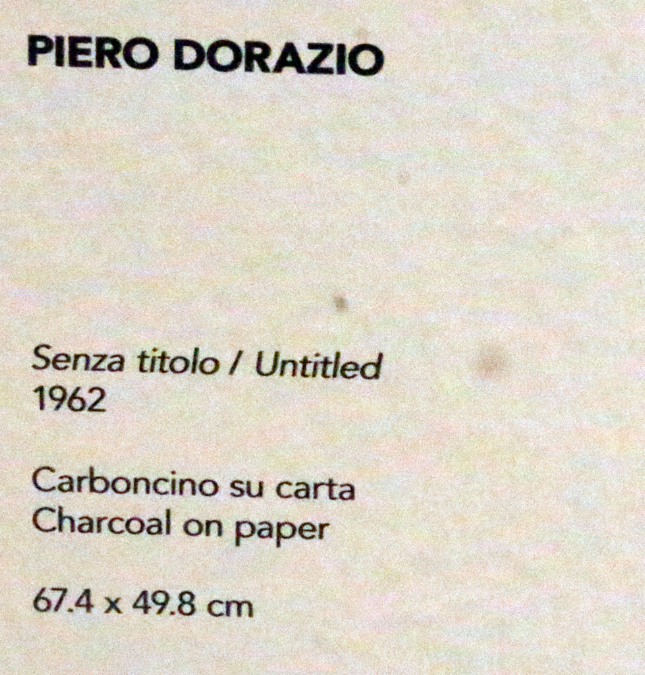 PIERO DORAZIO
Senza titolo / Untitled
1962
Carboncino su carta
Charcoal on paper
67.4 x 49.8 cm